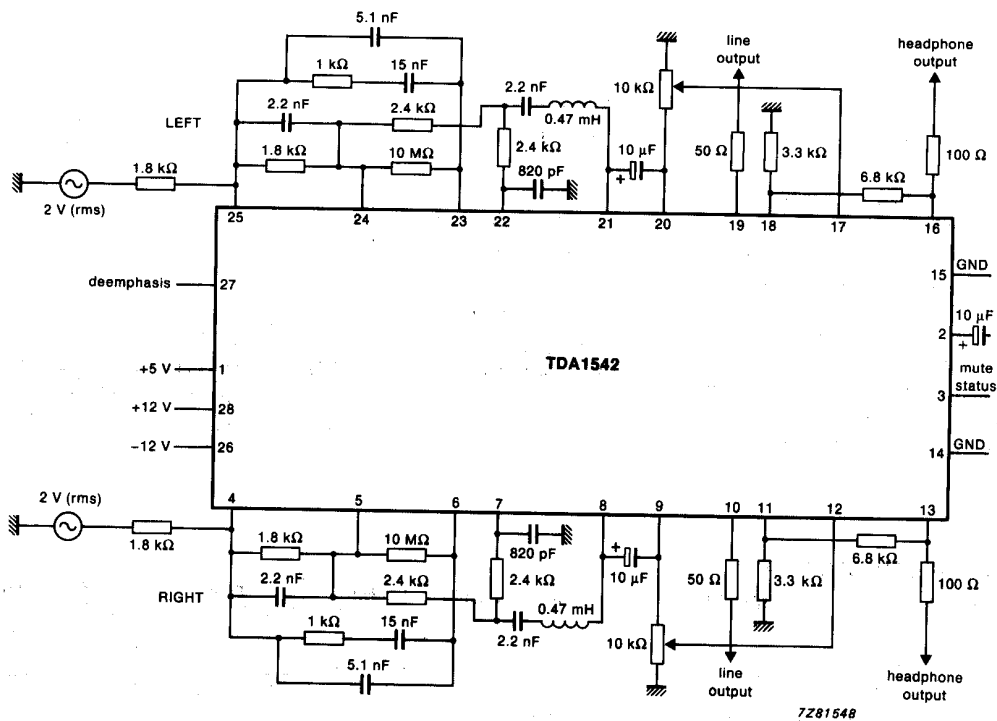 5.1 nF
1 kΩ
15 nF
2.2 nF
2.4 kΩ
LEFT
1.8 kΩ
10 MΩ
1.8 kΩ
2 V (rms)
2.2 nF
0.47 mH
2.4 kΩ
820 pF
10 μF
+
10 kΩ
line
output
headphone
output
50 Ω
3.3 kΩ
100 Ω
6.8 kΩ
25
24
23
22
21
20
19
18
17
16
deemphasis
27
+5 V
1
+12 V
28
−12 V
26
TDA1542
15
GND
10 μF
2
+
mute
status
3
14
GND
4
5
6
7
8
9
10
11
12
13
2 V (rms)
1.8 kΩ
1.8 kΩ
10 MΩ
2.2 nF
2.4 kΩ
RIGHT
1 kΩ
15 nF
5.1 nF
820 pF
2.4 kΩ
0.47 mH
2.2 nF
+
10 μF
10 kΩ
50 Ω
3.3 kΩ
6.8 kΩ
100 Ω
line
output
headphone
output
7Z81548